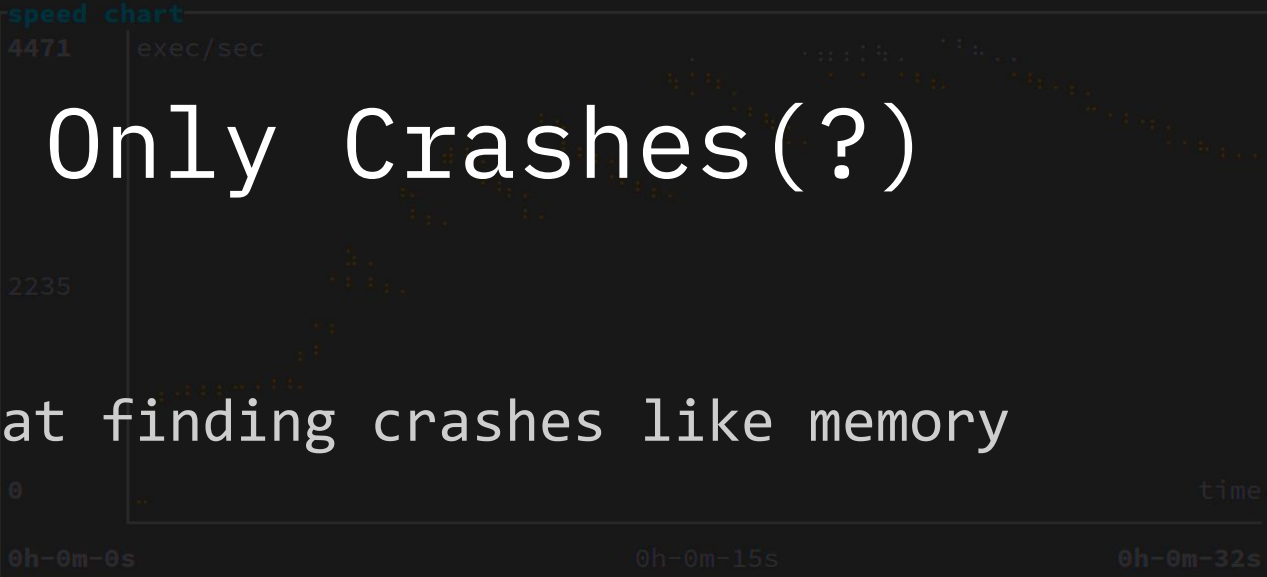 speed chart
4471 exec/sec
Only Crashes(?)
2235
at finding crashes like memory
0 time
0h-0m-0s 0h-0m-15s 0h-0m-32s